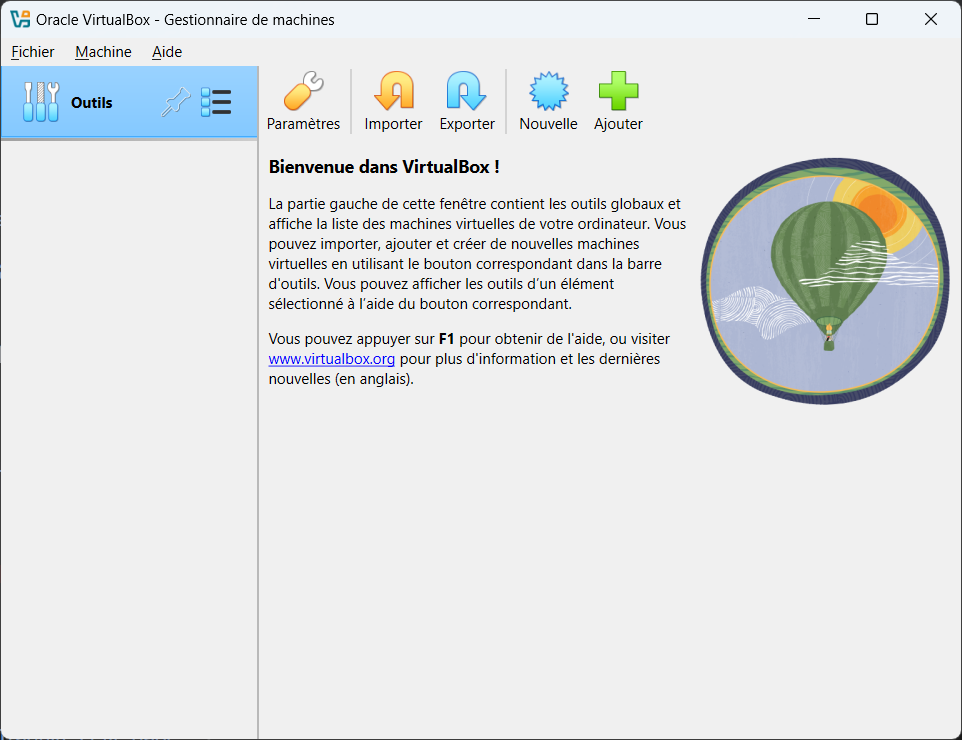 Oracle VirtualBox - Gestionnaire de machines
Fichier Machine Aide
Outils
Paramètres Importer Exporter Nouvelle Ajouter
Bienvenue dans VirtualBox !
La partie gauche de cette fenêtre contient les outils globaux et
affiche la liste des machines virtuelles de votre ordinateur. Vous
pouvez importer, ajouter et créer de nouvelles machines
virtuelles en utilisant le bouton correspondant dans la barre
d'outils. Vous pouvez afficher les outils d’un élément
sélectionné à l’aide du bouton correspondant.
Vous pouvez appuyer sur F1 pour obtenir de l'aide, ou visiter
www.virtualbox.org pour plus d'information et les dernières
nouvelles (en anglais).